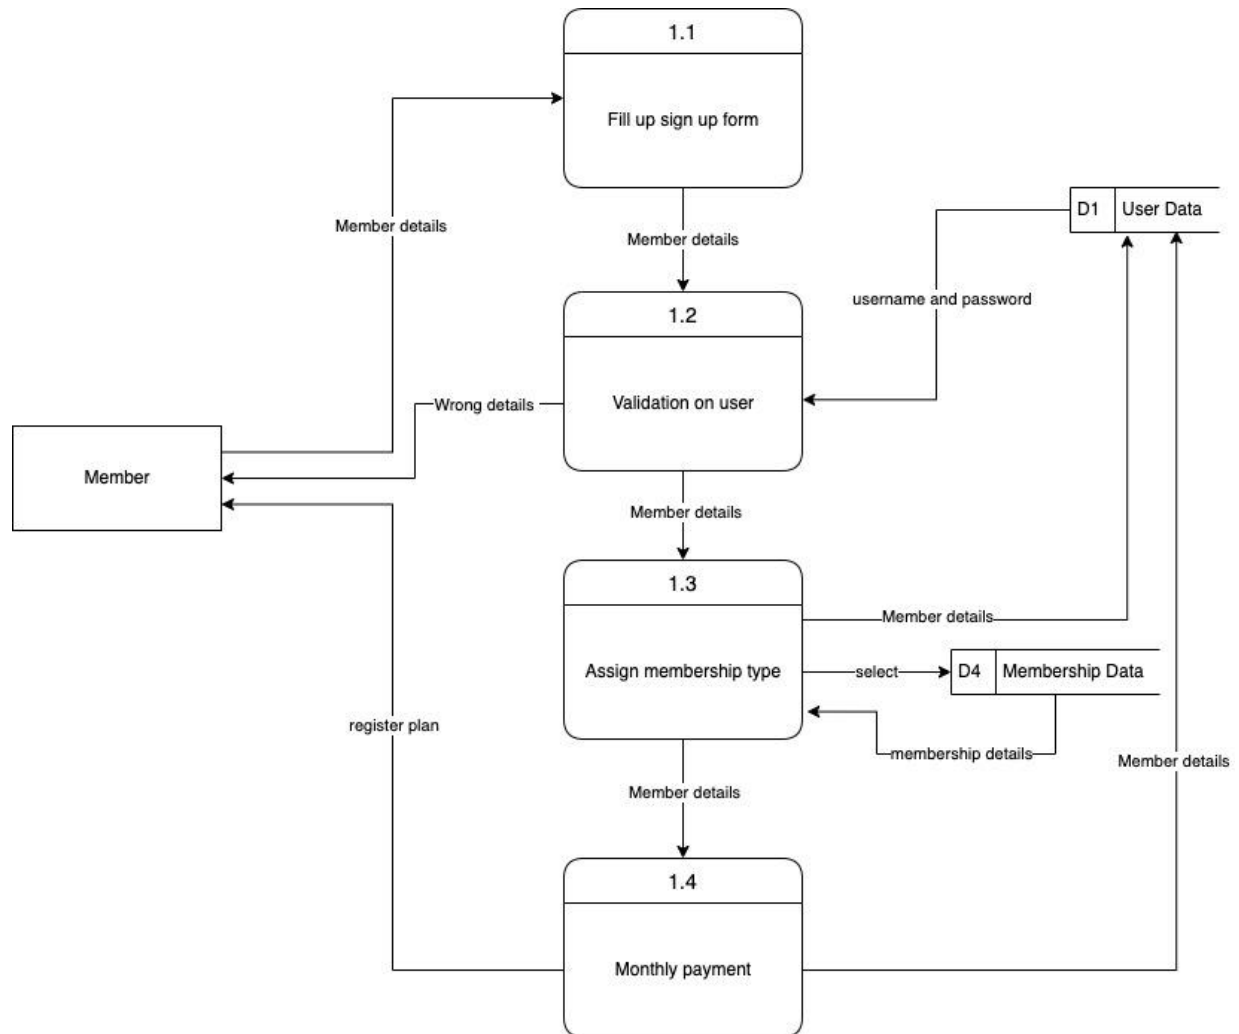 1.1
Fill up sign up form
Member details
Member details
D1
User Data
username and password
1.2
Validation on user
Wrong details
Member
Member details
1.3
Assign membership type
Member details
select
D4
Membership Data
membership details
register plan
Member details
Member details
1.4
Monthly payment